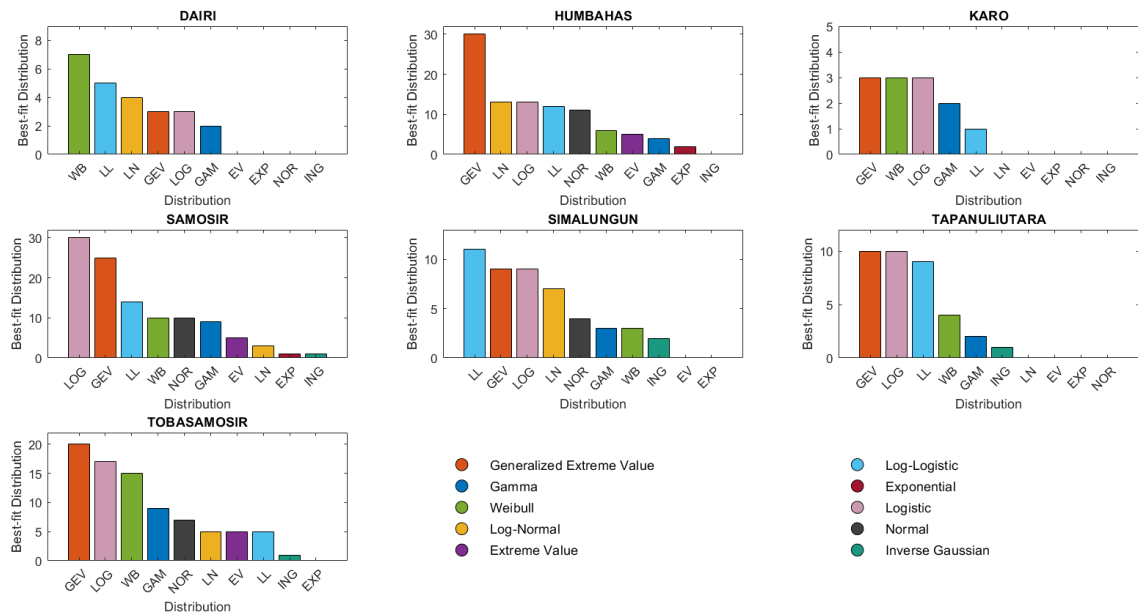 DAIRI
Best-fit Distribution
8
6
4
2
0
WB LL LN GEV LOG GAM EV EXP NOR ING
Distribution
HUMBAHAS
Best-fit Distribution
30
20
10
0
GEV LN LOG LL NOR WB EV GAM EXP ING
Distribution
KARO
Best-fit Distribution
5
4
3
2
1
0
GEV WB LOG GAM LL LN EV EXP NOR ING
Distribution
SAMOSIR
Best-fit Distribution
30
20
10
0
LOG GEV LL WB NOR GAM EV LN EXP ING
Distribution
SIMALUNGUN
Best-fit Distribution
10
5
0
LL GEV LOG LN NOR GAM WB ING EV EXP
Distribution
TAPANULIUTARA
Best-fit Distribution
10
5
0
GEV LOG LL WB GAM ING LN EV EXP NOR
Distribution
TOBASAMOSIR
Best-fit Distribution
20
15
10
5
0
GEV LOG WB GAM NOR LN EV LL ING EXP
Distribution
Generalized Extreme Value
Gamma
Weibull
Log-Normal
Extreme Value
Log-Logistic
Exponential
Logistic
Normal
Inverse Gaussian